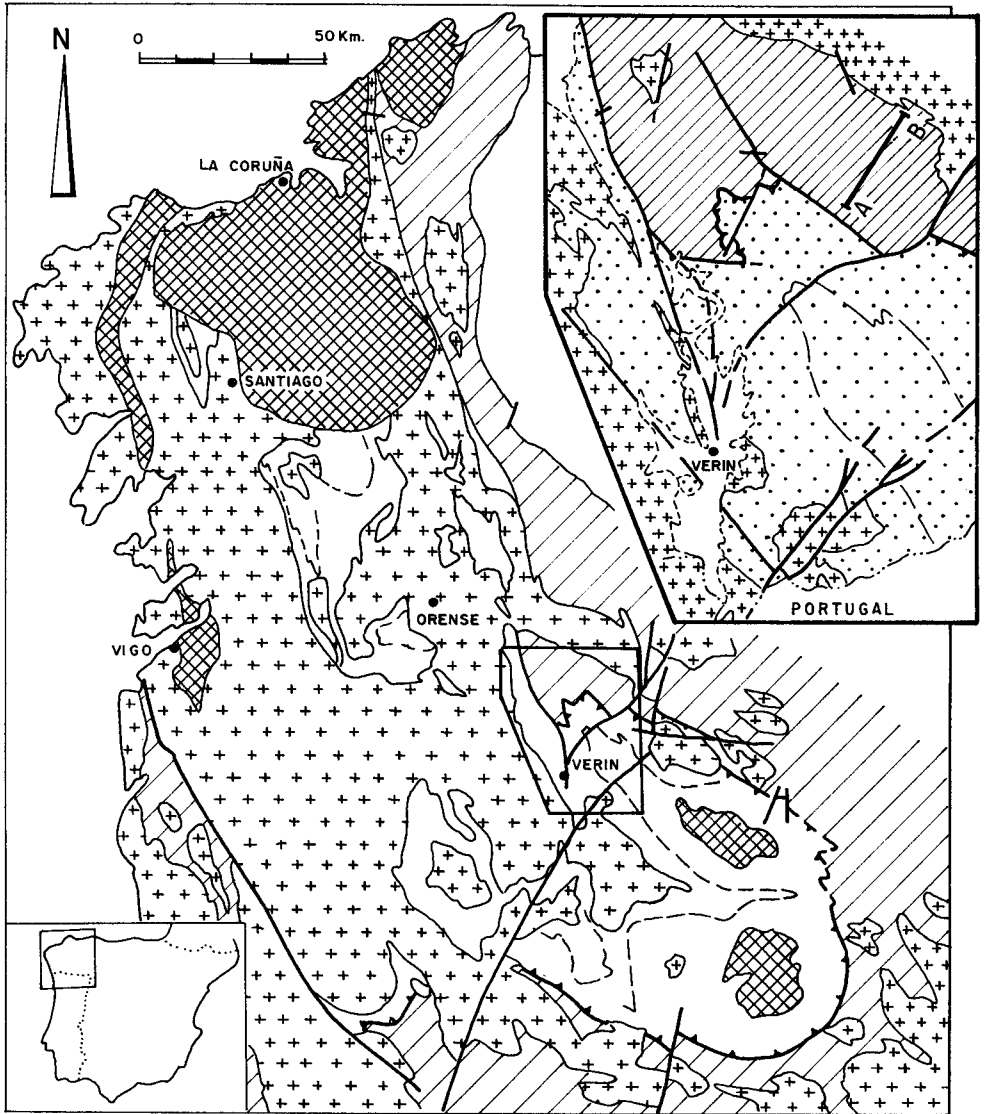 N
0 50 Km.
LA CORUÑA
SANTIAGO
ORENSE
VIGO
VERIN
A B
VERIN
PORTUGAL